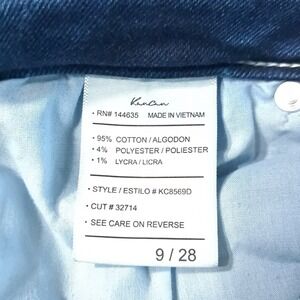 KanCan
• RN# 144635 MADE IN VIETNAM
• 95% COTTON / ALGODON
• 4% POLYESTER / POLIESTER
• 1% LYCRA / LICRA
• STYLE / ESTILO # KC8569D
• CUT # 32714
• SEE CARE ON REVERSE
9 / 28